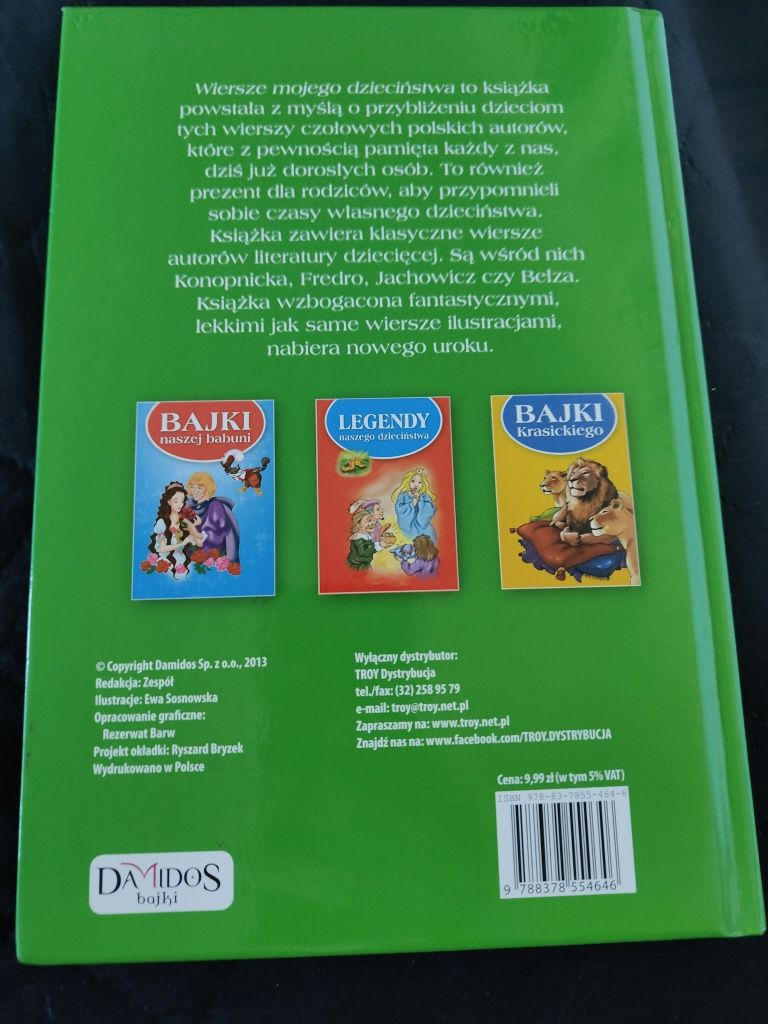 Wiersze mojego dzieciństwa to książka
powstała z myślą o przybliżeniu dzieciom
tych wierszy czołowych polskich autorów,
które z pewnością pamięta każdy z nas,
dziś już dorosłych osób. To również
prezent dla rodziców, aby przypomnieli
sobie czasy własnego dzieciństwa.
Książka zawiera klasyczne wiersze
autorów literatury dziecięcej. Są wśród nich
Konopnicka, Fredro, Jachowicz czy Bełza.
Książka wzbogacona fantastycznymi,
lekkimi jak same wiersze ilustracjami,
nabiera nowego uroku.
BAJKI
naszej babuni
LEGENDY
naszego dzieciństwa
BAJKI
Krasickiego
© Copyright Damidos Sp. z o.o., 2013
Redakcja: Zespół
Ilustracje: Ewa Sosnowska
Opracowanie graficzne:
Rezerwat Barw
Projekt okładki: Ryszard Bryzek
Wydrukowano w Polsce
Wyłączny dystrybutor:
TROY Dystrybucja
tel./fax: (32) 258 95 79
e-mail: troy@troy.net.pl
Zapraszamy na: www.troy.net.pl
Znajdź nas na: www.facebook.com/TROY.DYSTRYBUCJA
Cena: 9,99 zł (w tym 5% VAT)
ISBN 978-83-7855-464-6
9 788378 554646
DAMIDOS
bajki